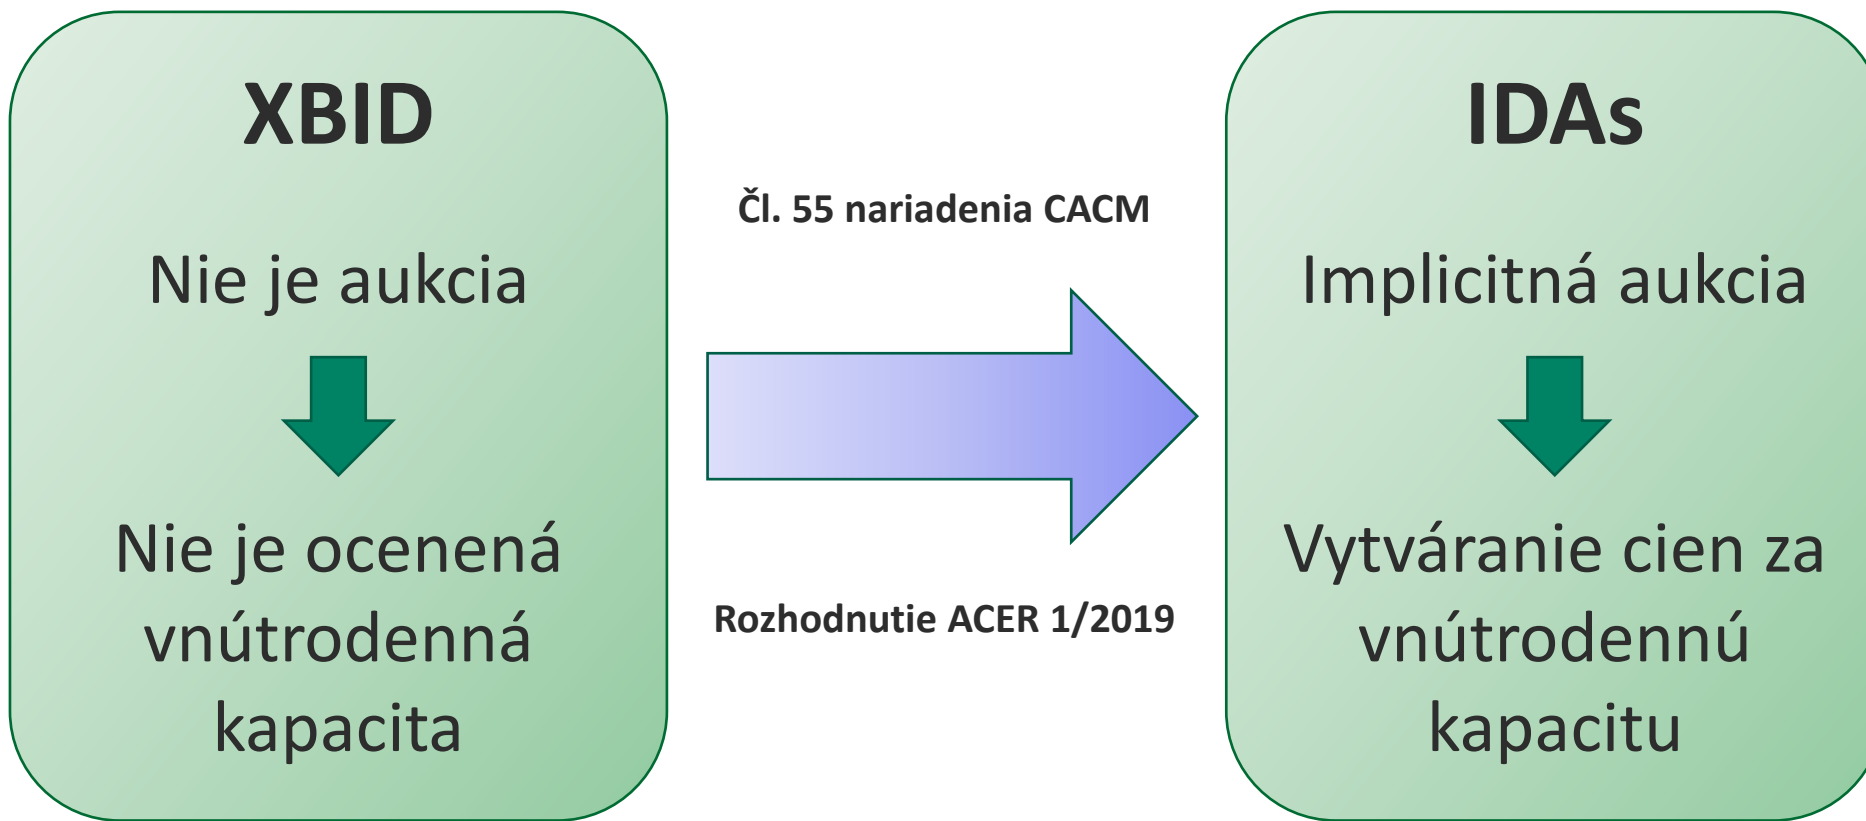 XBID
Nie je aukcia
Nie je ocenená
vnútrodenná
kapacita
Čl. 55 nariadenia CACM
Rozhodnutie ACER 1/2019
IDAs
Implicitná aukcia
Vytváranie cien za
vnútrodennú
kapacitu